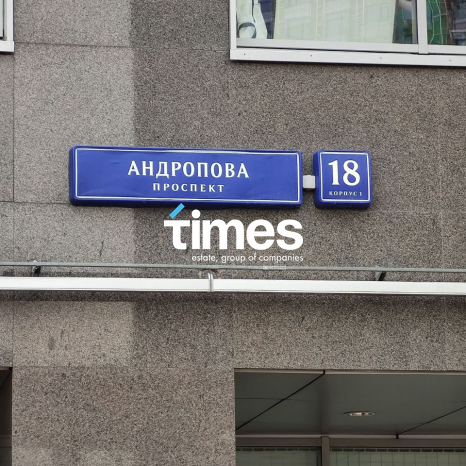 АНДРОПОВА
ПРОСПЕКТ
18
КОРПУС 1
times
estate, group of companies